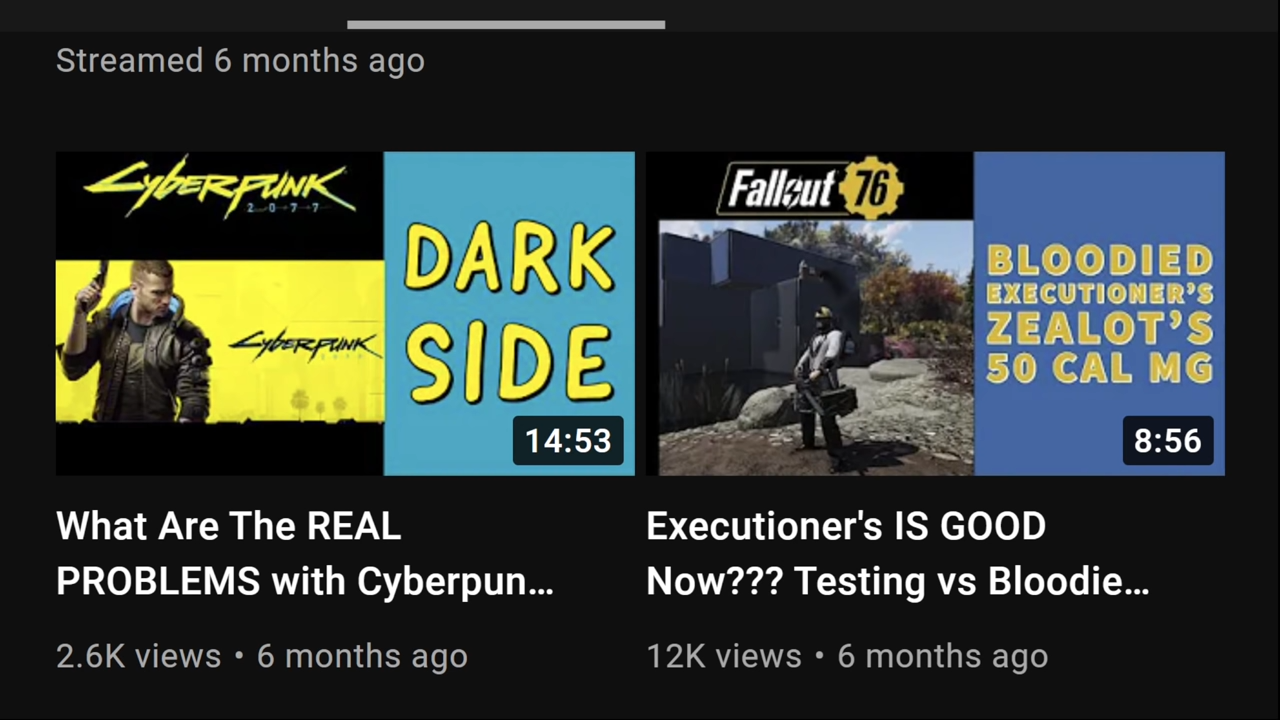 Streamed 6 months ago
Cyberpunk
2077
Cyberpunk
DARK
SIDE
14:53
Fallout 76
BLOODIED
EXECUTIONER'S
ZEALOT'S
50 CAL MG
8:56
What Are The REAL
PROBLEMS with Cyberpun...
2.6K views • 6 months ago
Executioner's IS GOOD
Now??? Testing vs Bloodie...
12K views • 6 months ago